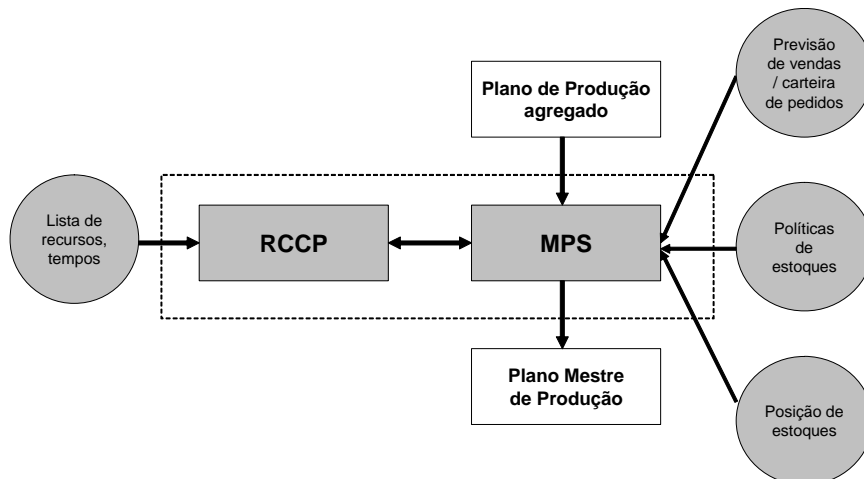 Previsão
de vendas
/ carteira
de pedidos
Plano de Produção
agregado
Lista de
recursos,
tempos
RCCP
MPS
Políticas
de
estoques
Plano Mestre
de Produção
Posição de
estoques